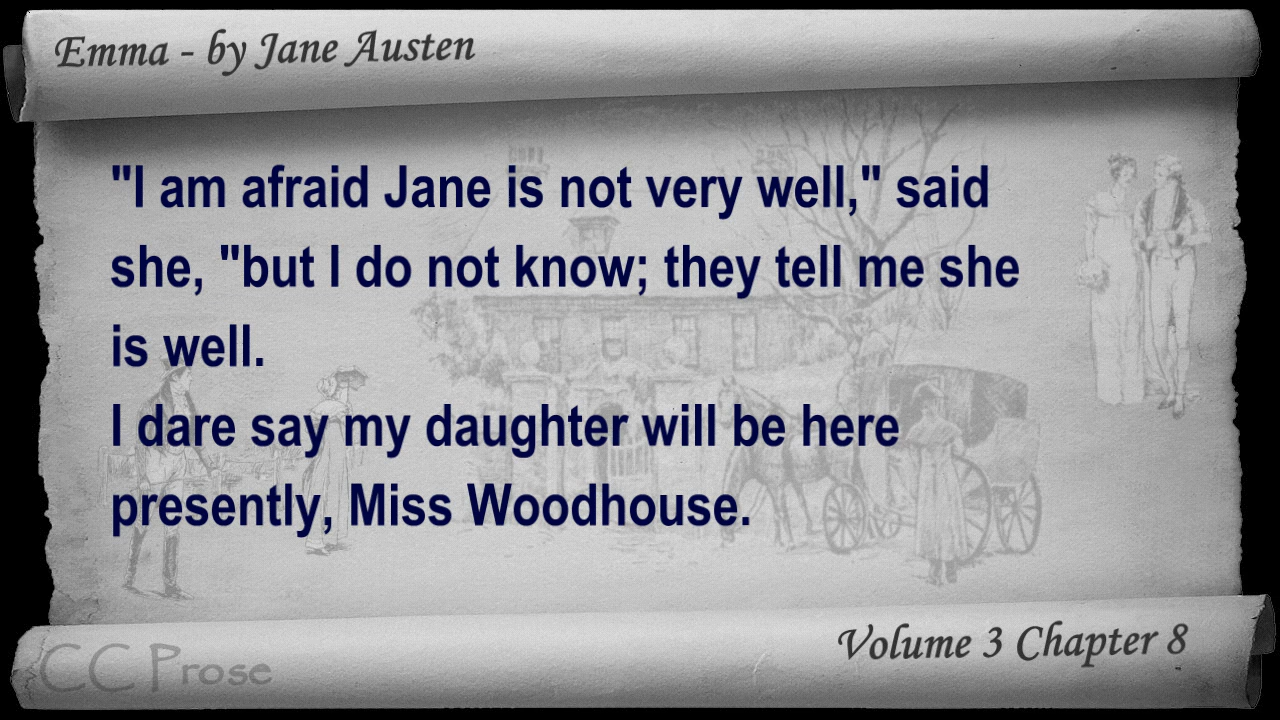 Emma - by Jane Austen
"I am afraid Jane is not very well," said
she, "but I do not know; they tell me she
is well.
I dare say my daughter will be here
presently, Miss Woodhouse.
Volume 3 Chapter 8
CC Prose